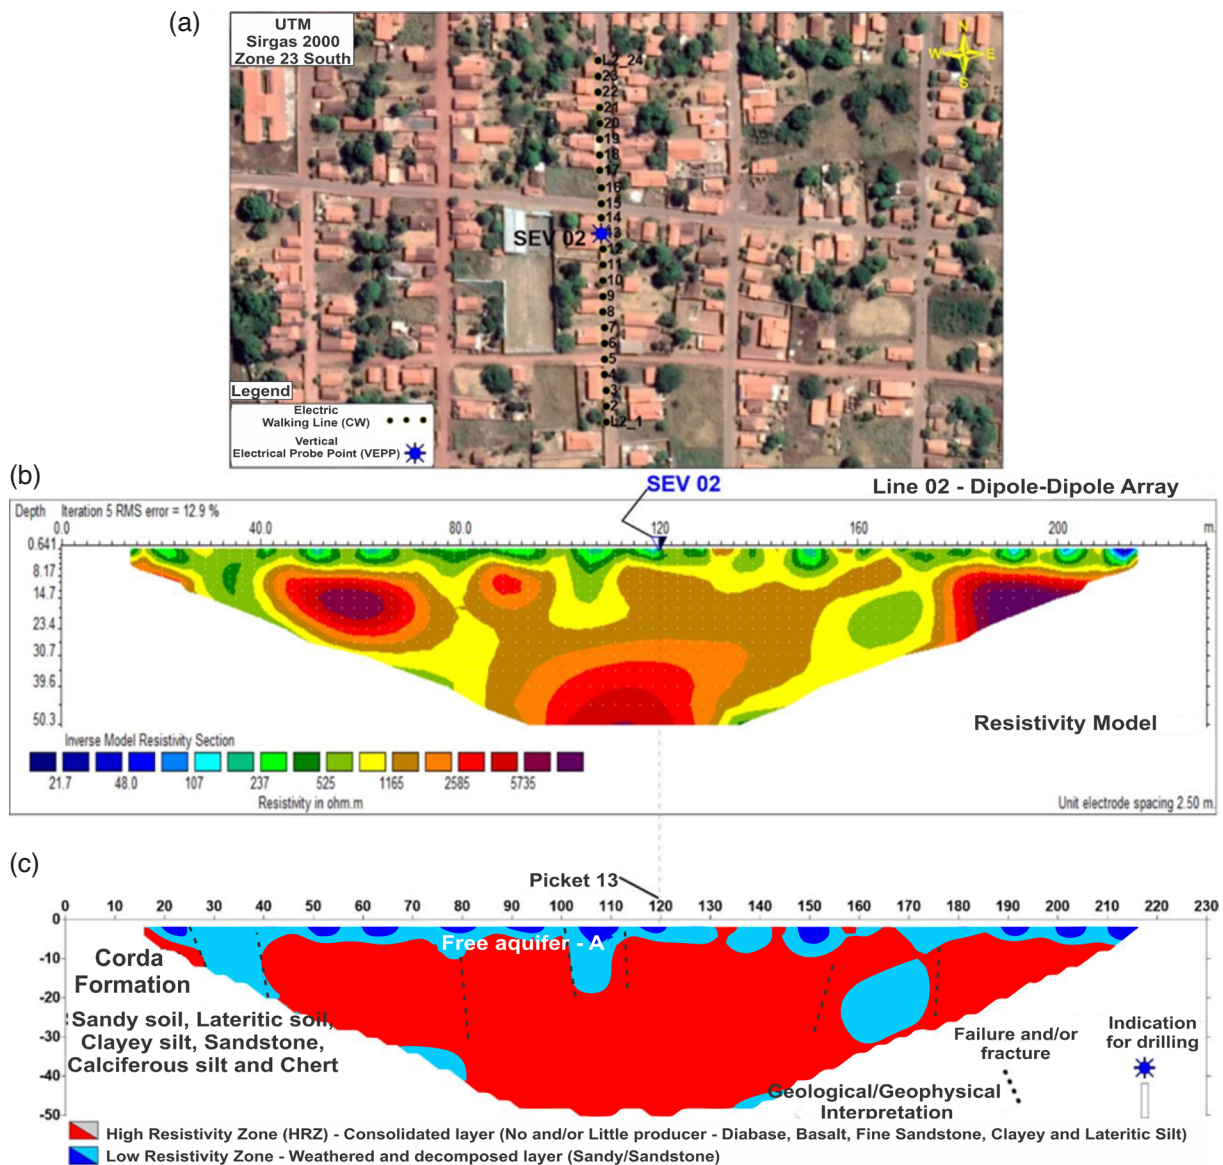 (a)
UTM
Sirgas 2000
Zone 23 South
N
W E
S
L2_24
23
22
21
20
19
18
17
16
15
14
SEV 02 13
12
11
10
9
8
7
6
5
4
3
2
L2_1
Legend
Electric
Walking Line (CW)
Vertical
Electrical Probe Point (VEPP)
(b)
SEV 02
Line 02 - Dipole-Dipole Array
Depth Iteration 5 RMS error = 12.9 %
0.0 40.0 80.0 120 160 200 m.
0.641
8.17
14.7
23.4
30.7
39.6
50.3
Resistivity Model
Inverse Model Resistivity Section
21.7 48.0 107 237 525 1165 2585 5735
Resistivity in ohm.m
Unit electrode spacing 2.50 m.
(c)
Picket 13
0 10 20 30 40 50 60 70 80 90 100 110 120 130 140 150 160 170 180 190 200 210 220 230
0 0
Free aquifer - A
-10 -10
Corda
Formation
-20 -20
Sandy soil, Lateritic soil,
Clayey silt, Sandstone,
Calciferous silt and Chert
-30 -30
-40 -40
-50 -50
Failure and/or
fracture
Indication
for drilling
Geological/Geophysical
Interpretation
High Resistivity Zone (HRZ) - Consolidated layer (No and/or Little producer - Diabase, Basalt, Fine Sandstone, Clayey and Lateritic Silt)
Low Resistivity Zone - Weathered and decomposed layer (Sandy/Sandstone)